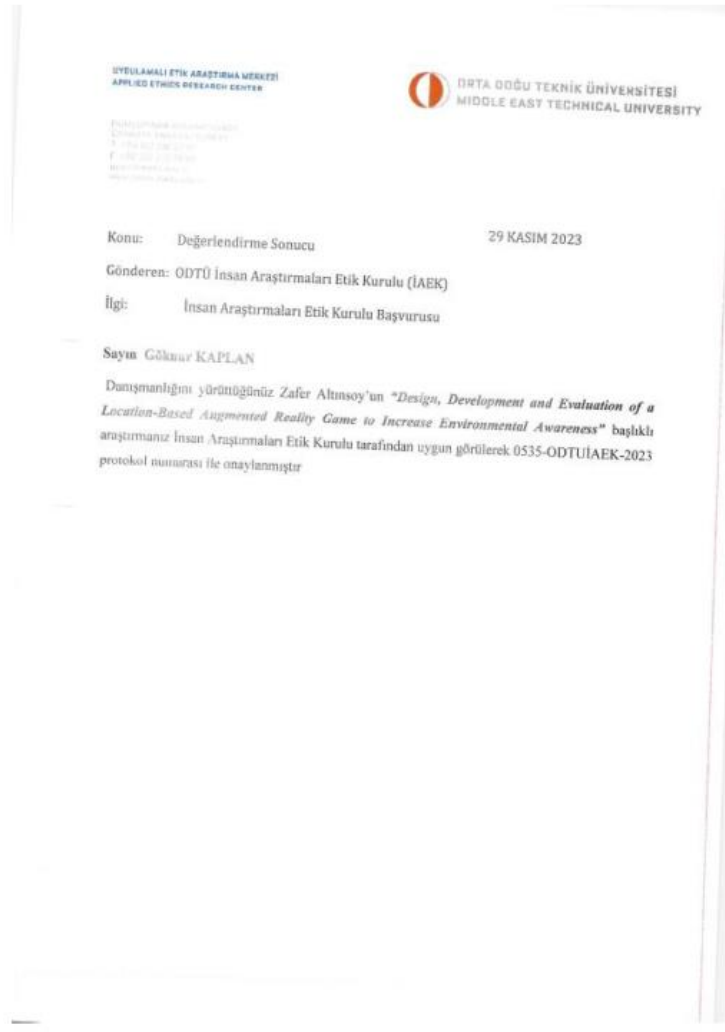 UYGULAMALI ETİK ARAŞTIRMA MERKEZİ
APPLIED ETHICS RESEARCH CENTER
ORTA DOĞU TEKNİK ÜNİVERSİTESİ
MIDDLE EAST TECHNICAL UNIVERSITY
Konu: Değerlendirme Sonucu
29 KASIM 2023
Gönderen: ODTÜ İnsan Araştırmaları Etik Kurulu (İAEK)
İlgi: İnsan Araştırmaları Etik Kurulu Başvurusu
Sayın Göknur KAPLAN
Danışmanlığını yürüttüğünüz Zafer Altınsoy'un "Design, Development and Evaluation of a
Location-Based Augmented Reality Game to Increase Environmental Awareness" başlıklı
araştırmanız İnsan Araştırmaları Etik Kurulu tarafından uygun görülerek 0535-ODTUİAEK-2023
protokol numarası ile onaylanmıştır